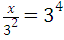 x/3² = 3⁴